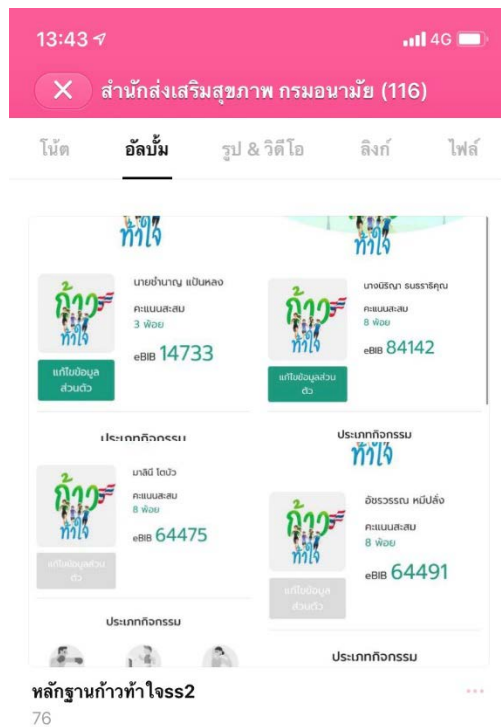 13:43
4G
สำนักส่งเสริมสุขภาพ กรมอนามัย (116)
โน้ต อัลบั้ม รูป & วิดีโอ ลิงก์ ไฟล์
ท้าใจ
ก้าว
ท้าใจ
นายชำนาญ แป้นหลง
คะแนนสะสม
3 พ้อย
eBIB 14733
แก้ไขข้อมูล
ส่วนตัว
ประเภทกิจกรรม
ท้าใจ
ก้าว
ท้าใจ
คะแนนสะสม
8 พ้อย
eBIB 84142
แก้ไขข้อมูลส่วน
ตัว
ประเภทกิจกรรม
ก้าว
ท้าใจ
มาลินี โตบัว
คะแนนสะสม
8 พ้อย
eBIB 64475
แก้ไขข้อมูลส่วน
ตัว
ประเภทกิจกรรม
ท้าใจ
ก้าว
ท้าใจ
อัชรวรรณ หมีปลั่ง
คะแนนสะสม
8 พ้อย
eBIB 64491
แก้ไขข้อมูล
ส่วนตัว
ประเภทกิจกรรม
หลักฐานก้าวท้าใจss2
76